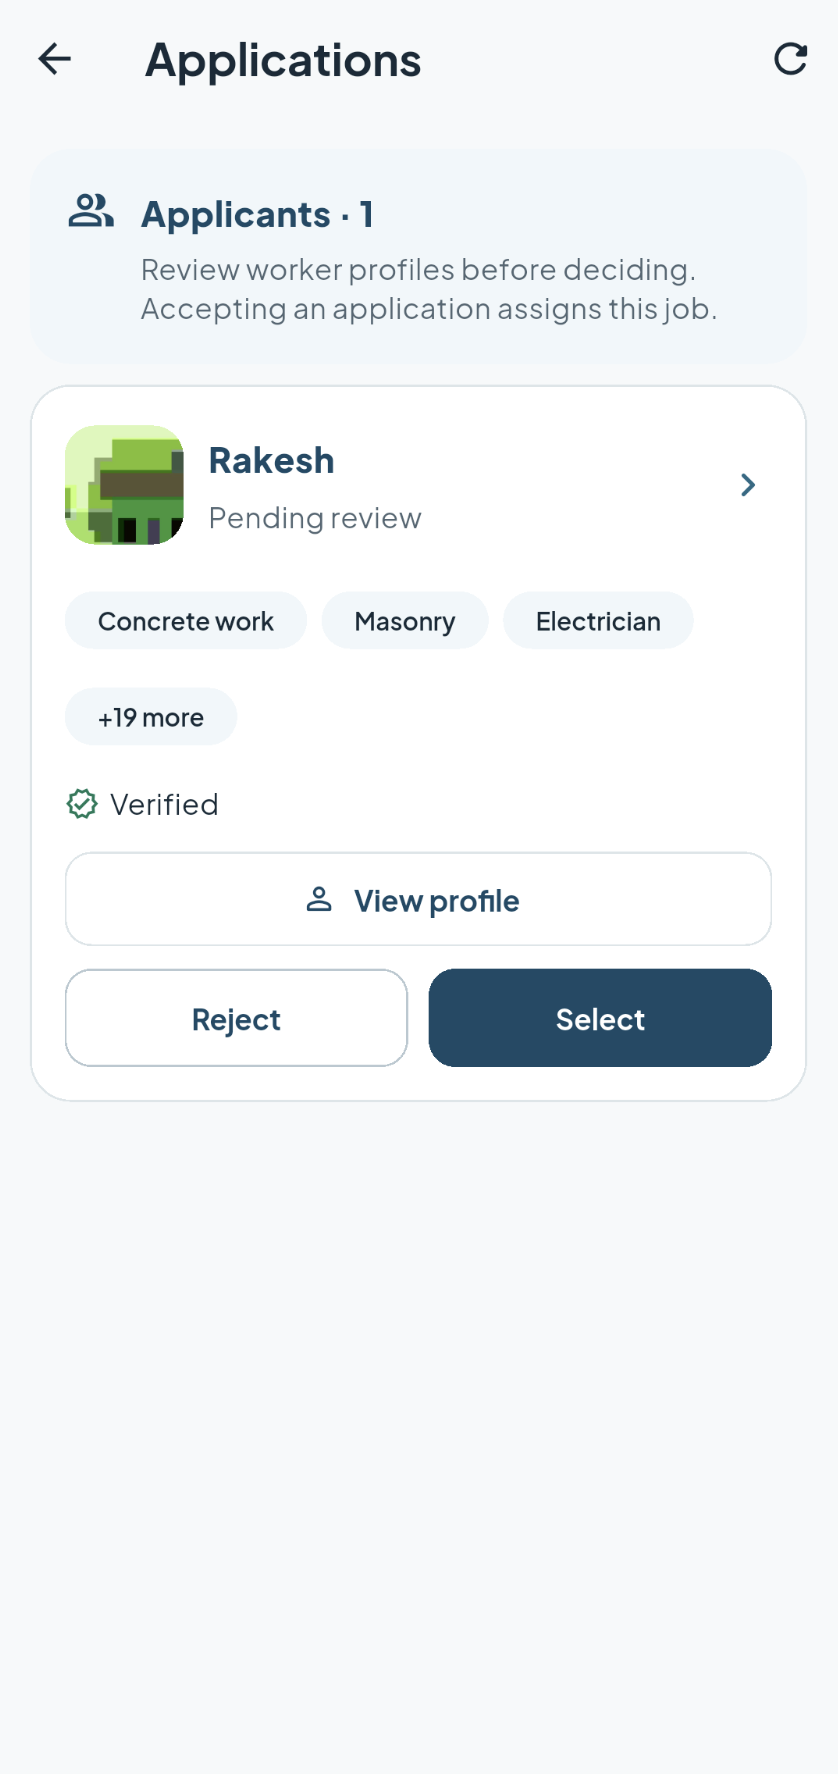 Applications
Applicants · 1
Review worker profiles before deciding.
Accepting an application assigns this job.
Rakesh
Pending review
Concrete work
Masonry
Electrician
+19 more
Verified
View profile
Reject
Select